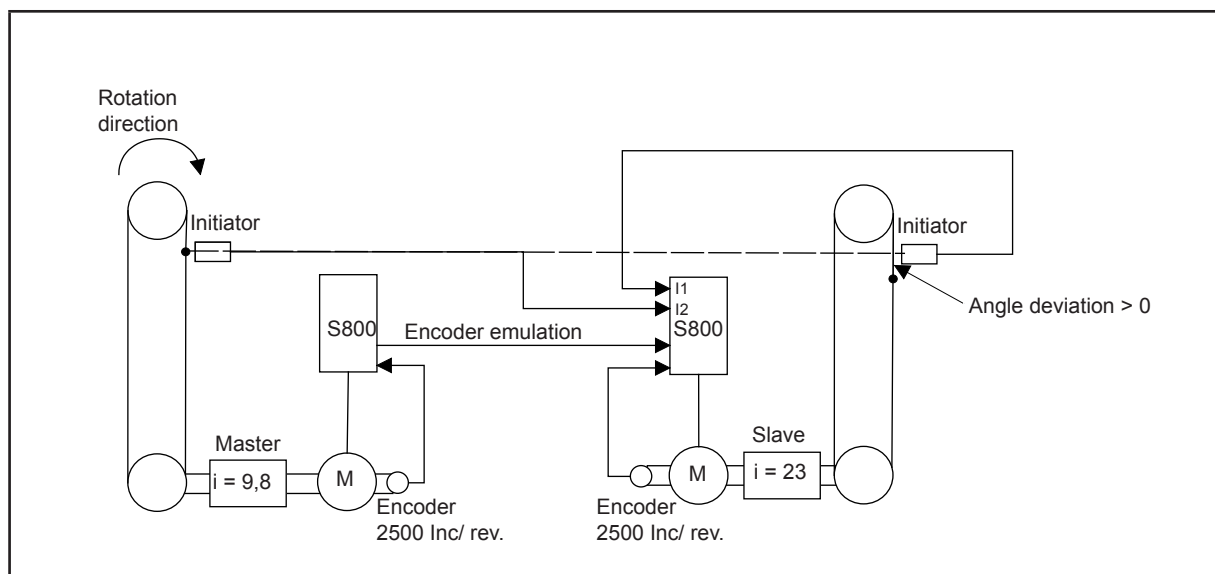 Rotation
direction
Initiator
Initiator
I1
I2
S800
S800
Encoder emulation
Angle deviation > 0
Master
Slave
i = 9,8
M
M
i = 23
Encoder
2500 Inc/ rev.
Encoder
2500 Inc/ rev.